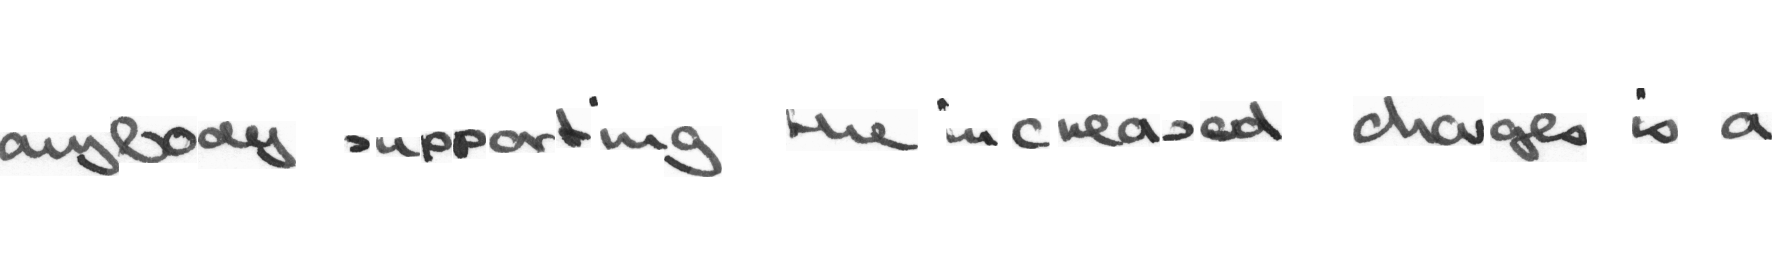 anybody supporting the increased charges is a